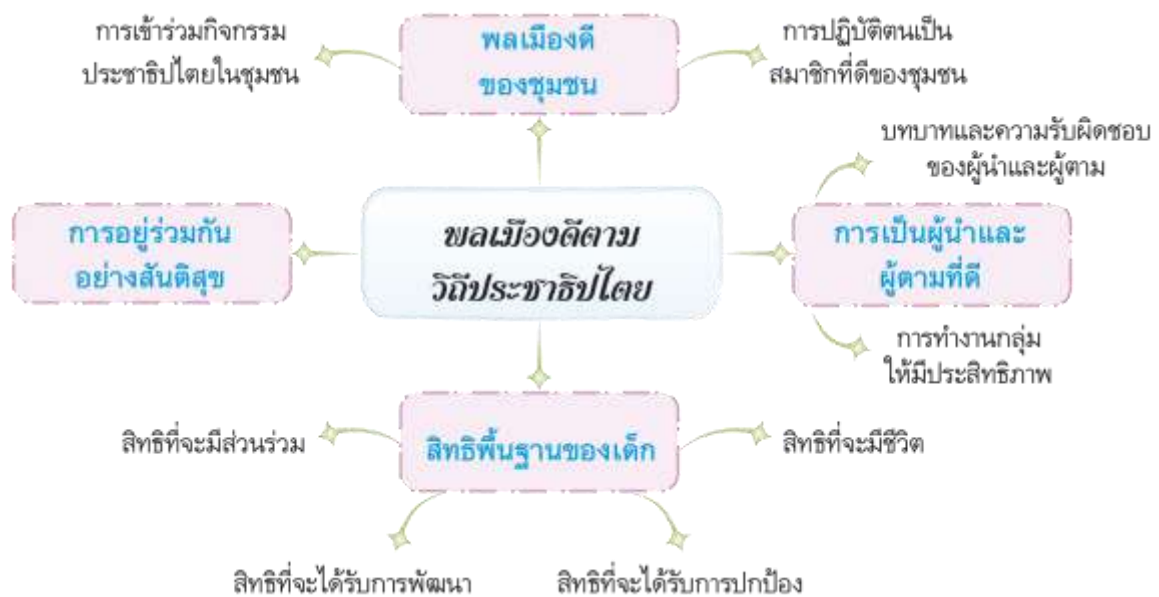 การเข้าร่วมกิจกรรม
ประชาธิปไตยในชุมชน
พลเมืองดี
ของชุมชน
การปฏิบัติตนเป็น
สมาชิกที่ดีของชุมชน
บทบาทและความรับผิดชอบ
ของผู้นำและผู้ตาม
การอยู่ร่วมกัน
อย่างสันติสุข
พลเมืองดีตาม
วิถีประชาธิปไตย
การเป็นผู้นำและ
ผู้ตามที่ดี
การทำงานกลุ่ม
ให้มีประสิทธิภาพ
สิทธิที่จะมีส่วนร่วม
สิทธิพื้นฐานของเด็ก
สิทธิที่จะมีชีวิต
สิทธิที่จะได้รับการพัฒนา
สิทธิที่จะได้รับการปกป้อง